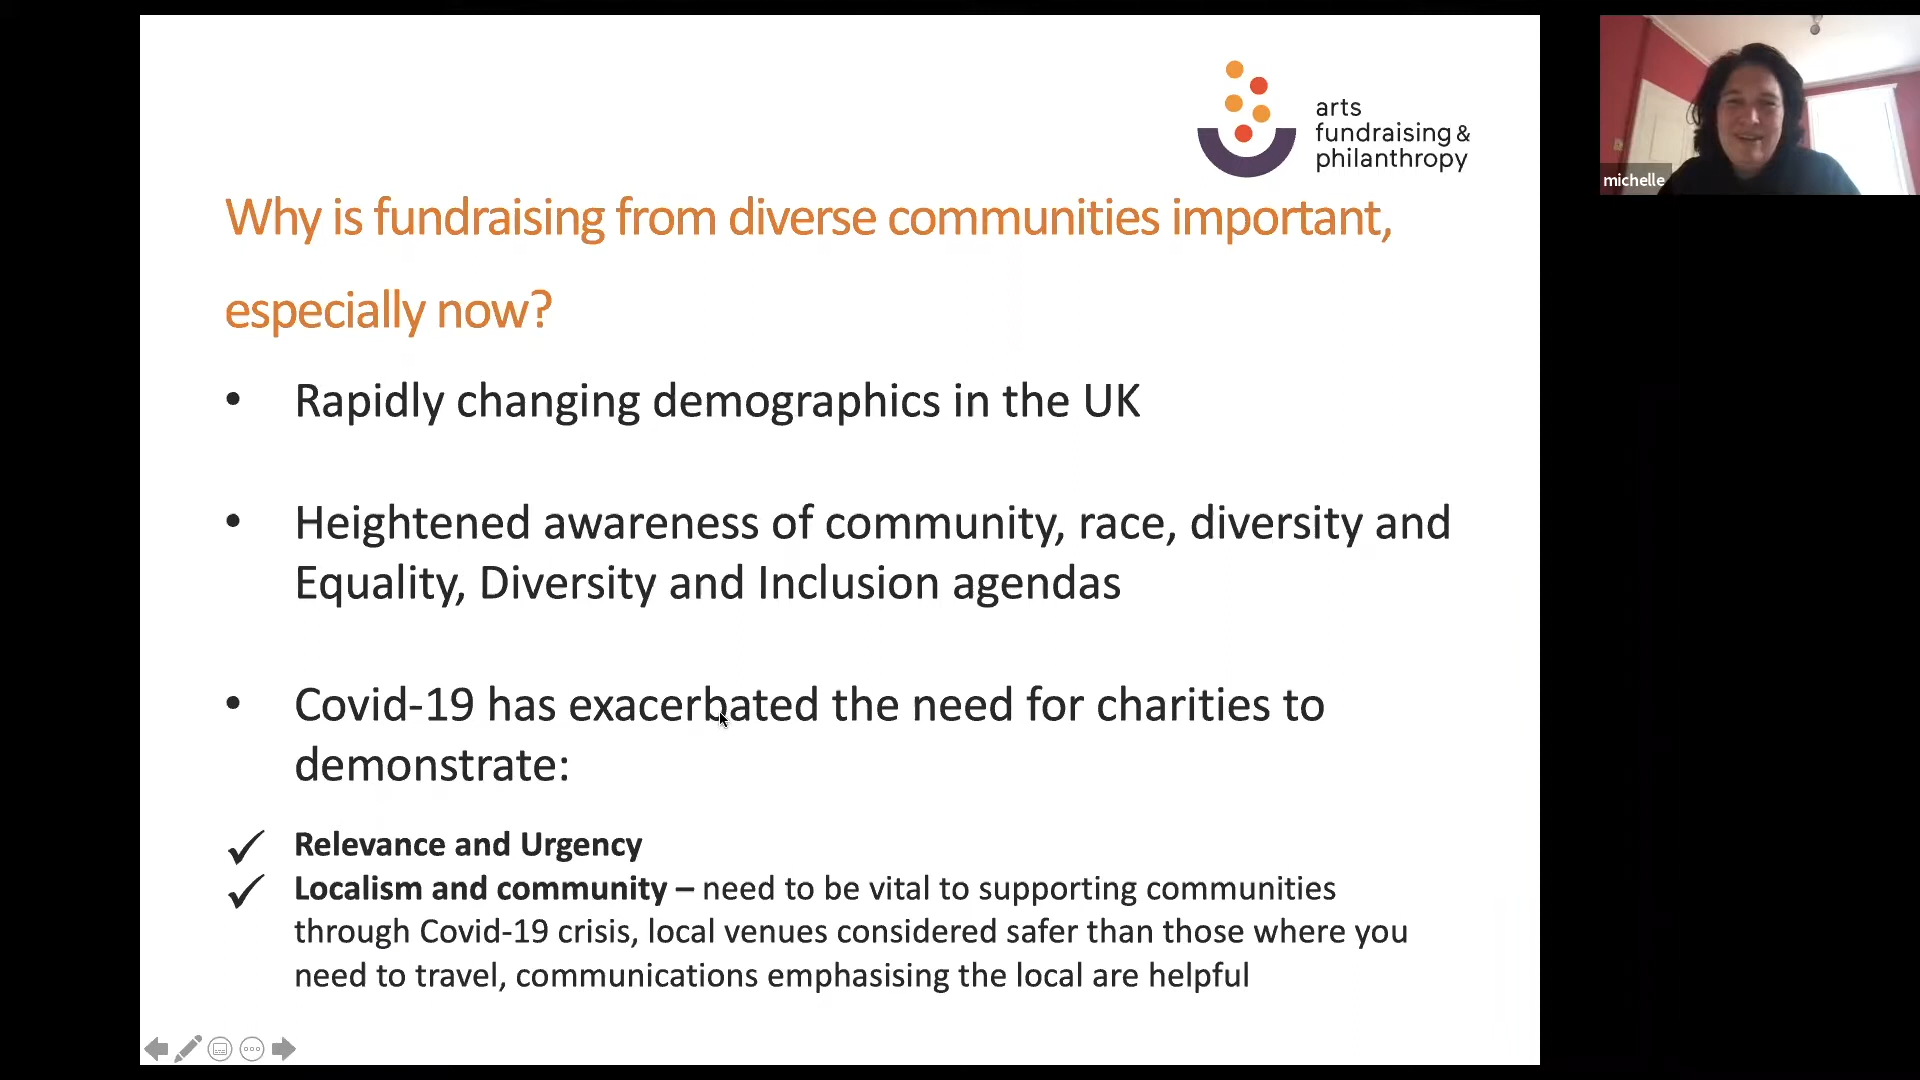 arts
fundraising &
philanthropy
michelle
Why is fundraising from diverse communities important,
especially now?
• Rapidly changing demographics in the UK
• Heightened awareness of community, race, diversity and
Equality, Diversity and Inclusion agendas
• Covid-19 has exacerbated the need for charities to
demonstrate:
✓ Relevance and Urgency
✓ Localism and community – need to be vital to supporting communities
through Covid-19 crisis, local venues considered safer than those where you
need to travel, communications emphasising the local are helpful